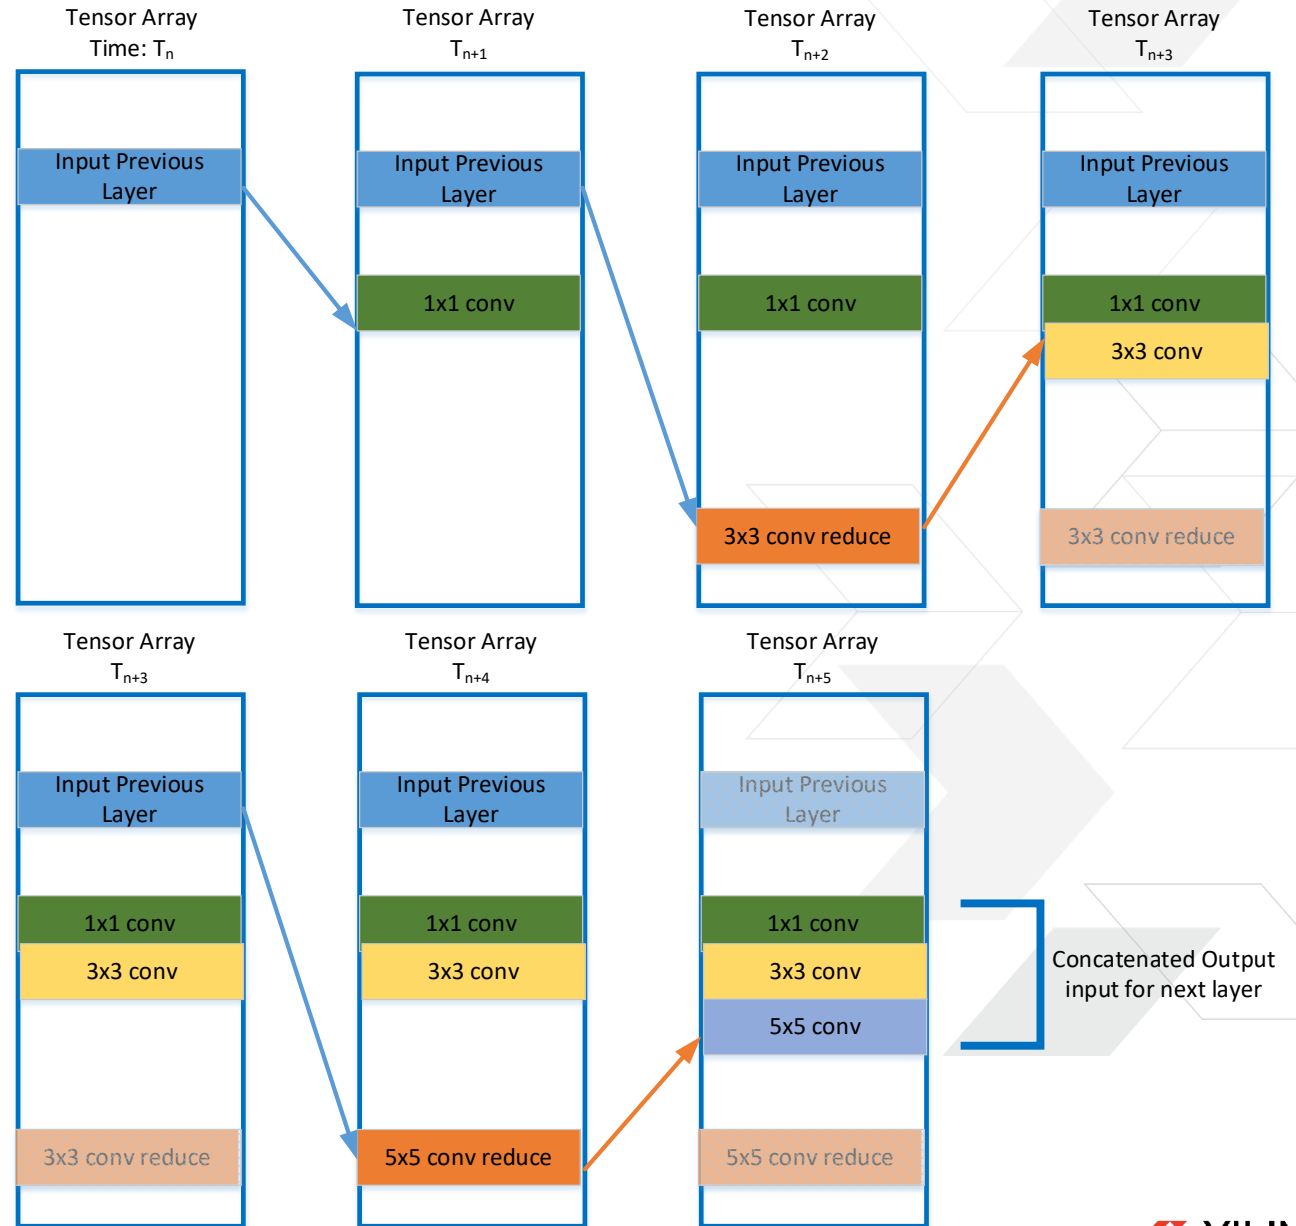 Tensor Array
Time: Tn
Tensor Array
Tn+1
Tensor Array
Tn+2
Tensor Array
Tn+3
Input Previous
Layer
Input Previous
Layer
Input Previous
Layer
Input Previous
Layer
1x1 conv
1x1 conv
1x1 conv
3x3 conv
3x3 conv reduce
3x3 conv reduce
Tensor Array
Tn+3
Tensor Array
Tn+4
Tensor Array
Tn+5
Input Previous
Layer
Input Previous
Layer
Input Previous
Layer
1x1 conv
1x1 conv
1x1 conv
3x3 conv
3x3 conv
3x3 conv
5x5 conv
Concatenated Output
input for next layer
3x3 conv reduce
5x5 conv reduce
5x5 conv reduce